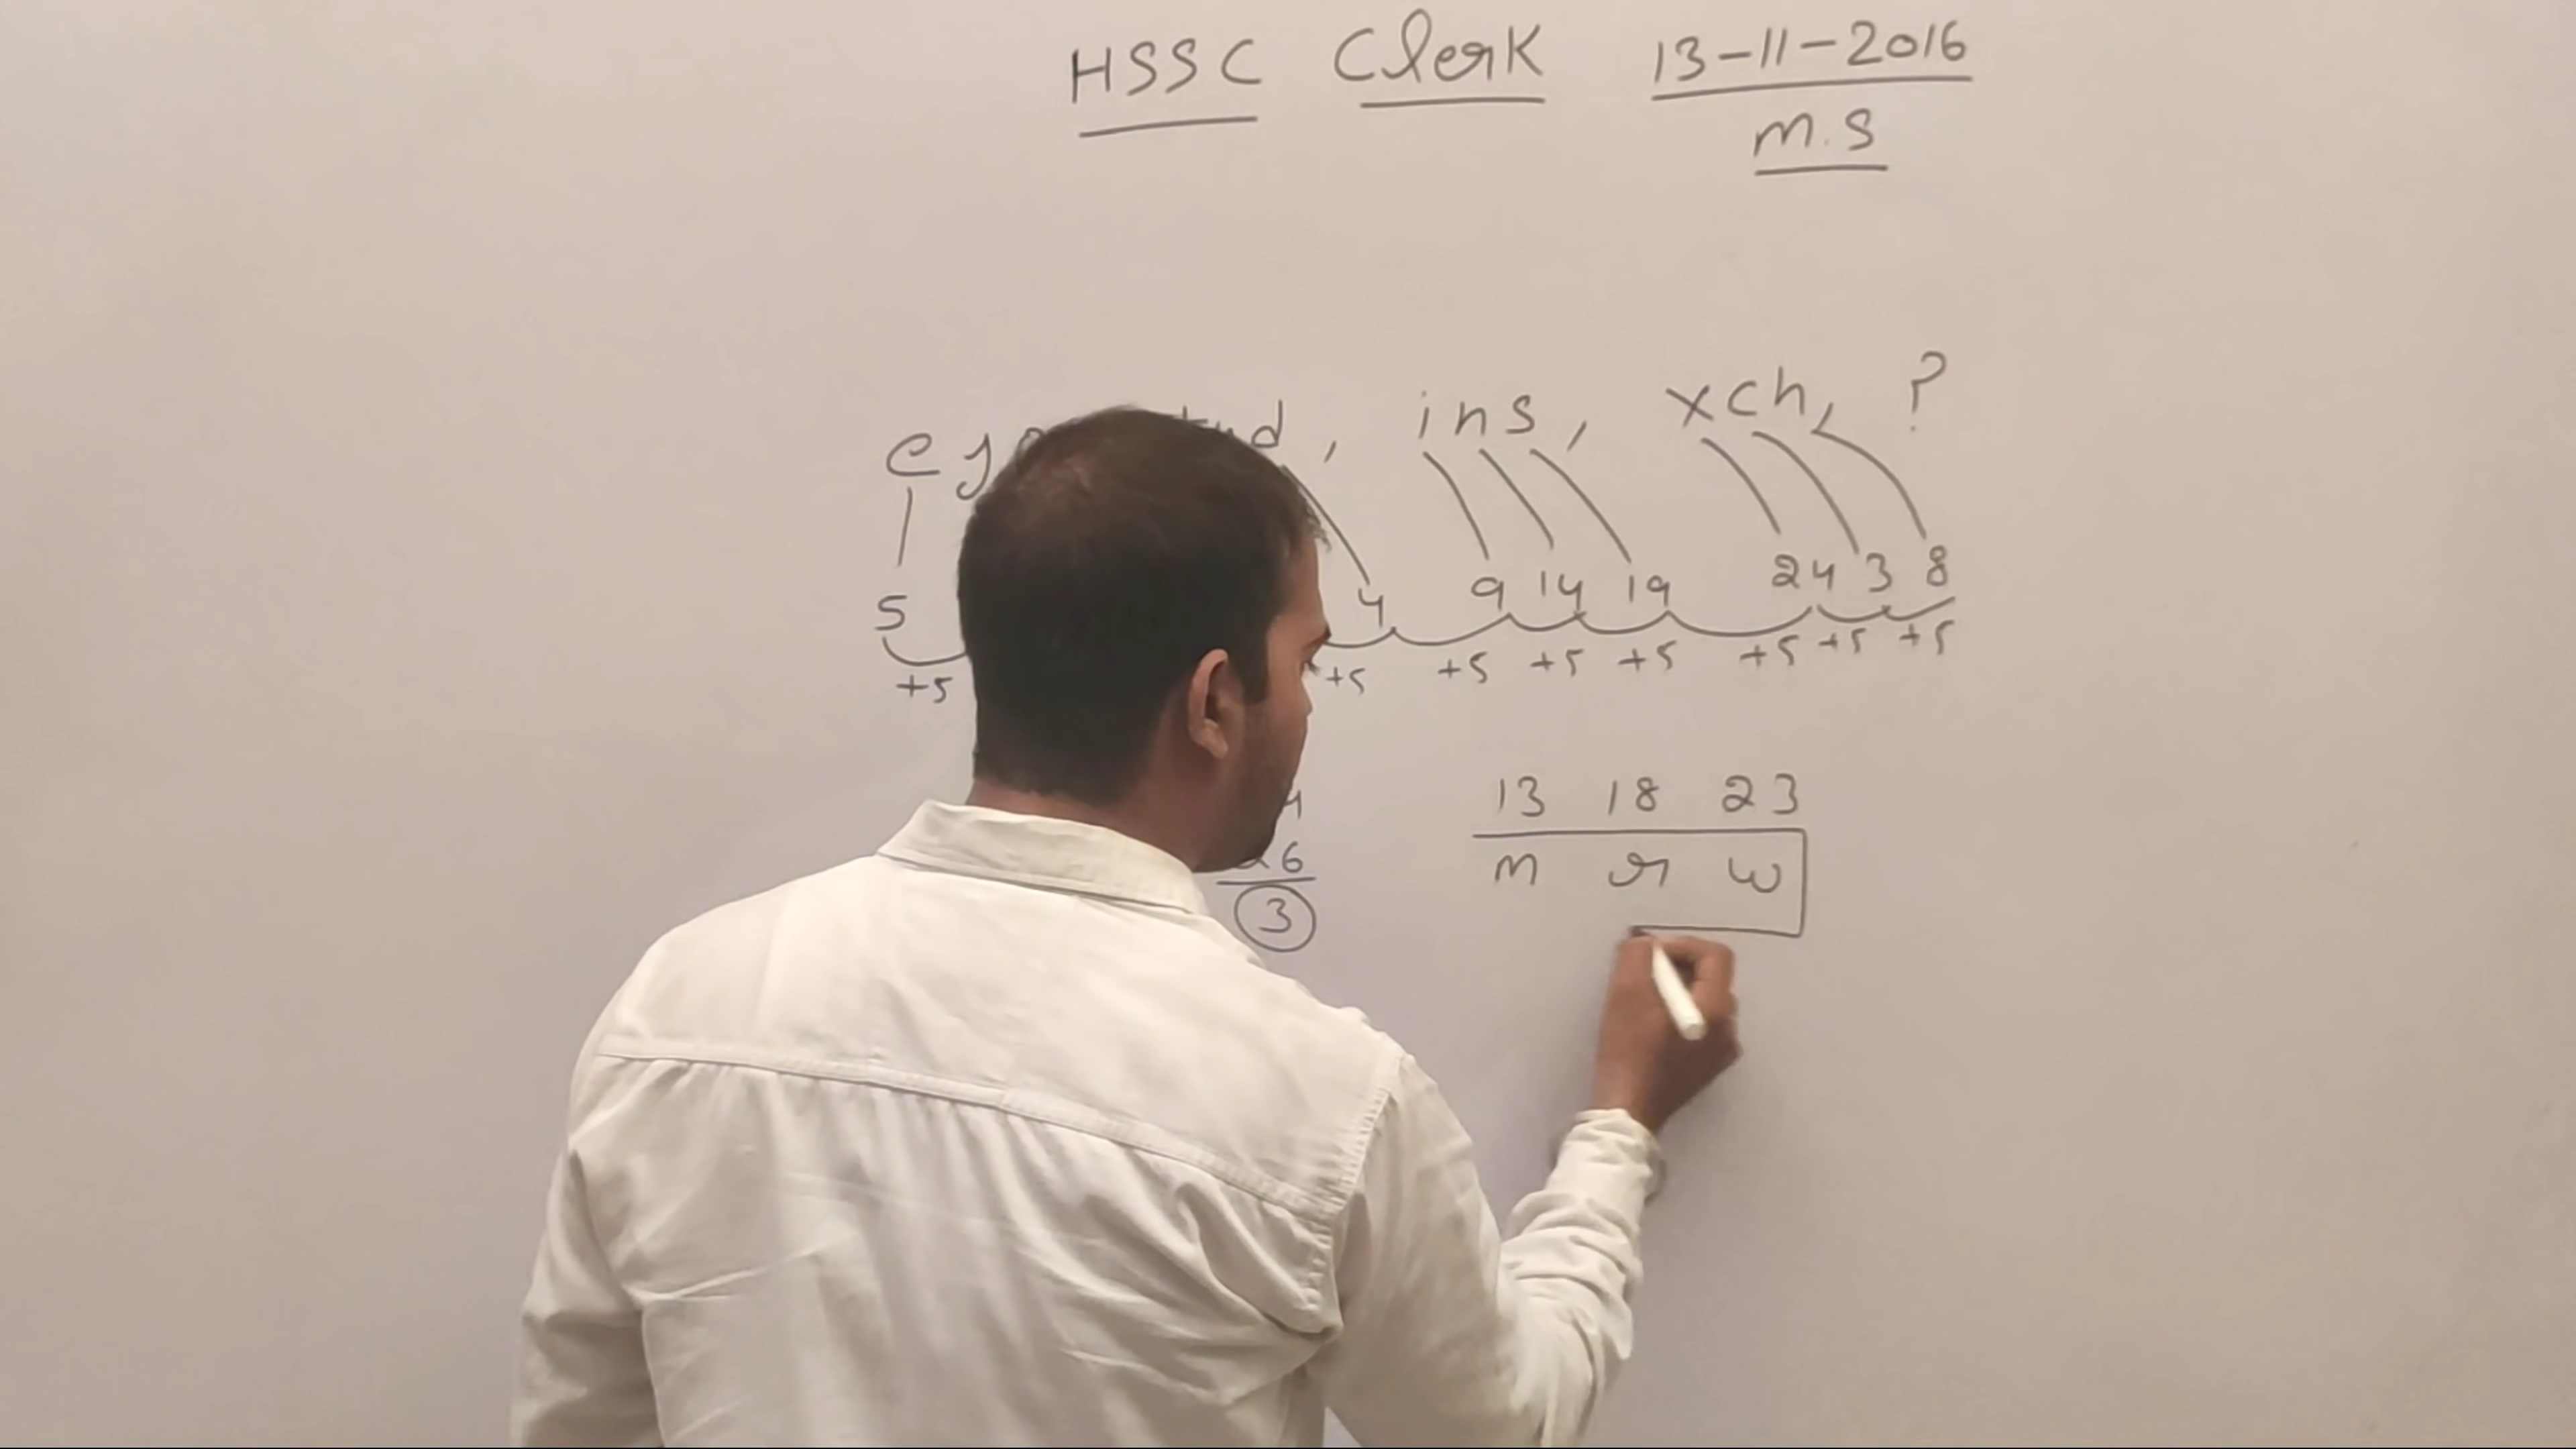 HSSC Clerk 13-11-2016
M.S
ins, xch, ?
5 4 9 14 19 24 3 8
+5 +5 +5 +5 +5 +5 +5 +5
13 18 23
26 m r w
3